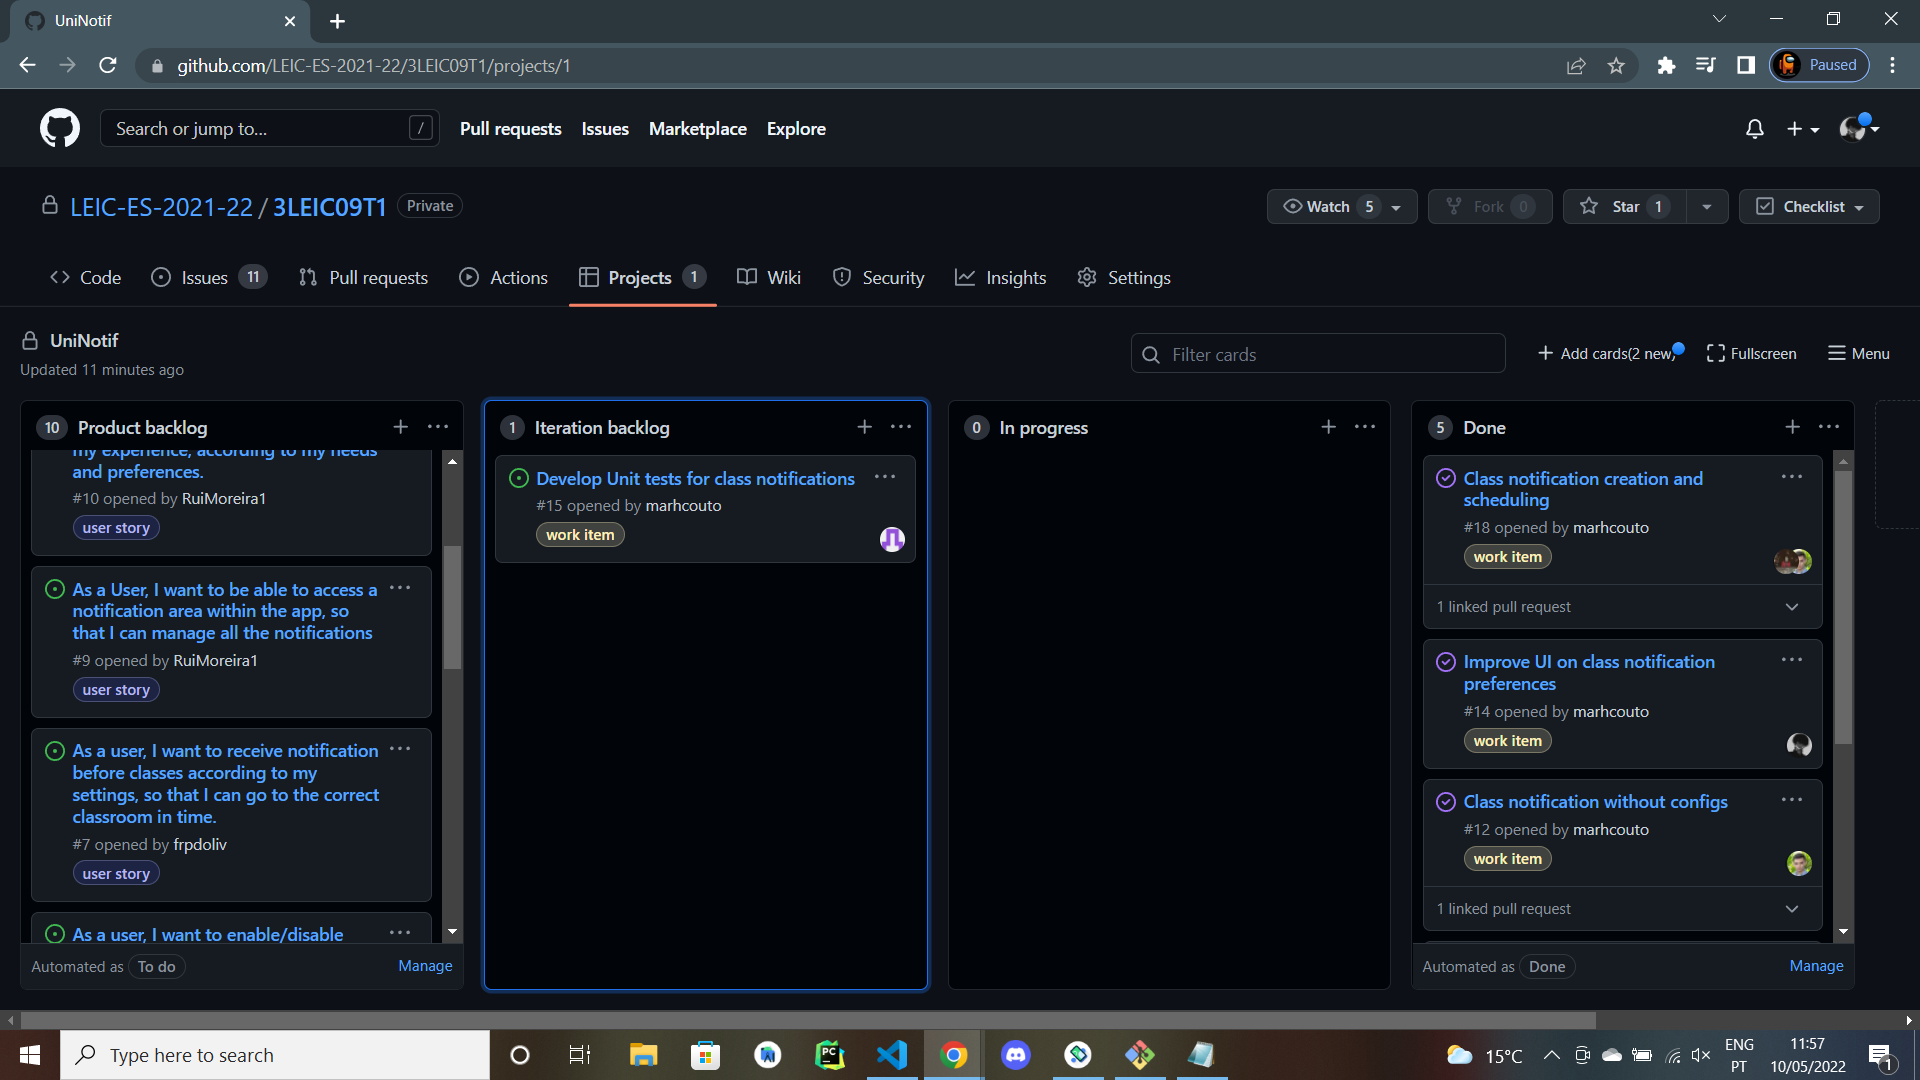 UniNotif
github.com/LEIC-ES-2021-22/3LEIC09T1/projects/1
Paused
Search or jump to...
/
Pull requests
Issues
Marketplace
Explore
LEIC-ES-2021-22 / 3LEIC09T1
Private
Watch 5
Fork 0
Star 1
Checklist
Code
Issues 11
Pull requests
Actions
Projects 1
Wiki
Security
Insights
Settings
UniNotif
Updated 11 minutes ago
Filter cards
Add cards(2 new)
Fullscreen
Menu
10 Product backlog
my experience, according to my needs
and preferences.
#10 opened by RuiMoreira1
user story
As a User, I want to be able to access a
notification area within the app, so
that I can manage all the notifications
#9 opened by RuiMoreira1
user story
As a user, I want to receive notification
before classes according to my
settings, so that I can go to the correct
classroom in time.
#7 opened by frpdoliv
user story
As a user, I want to enable/disable
Automated as To do
Manage
1 Iteration backlog
Develop Unit tests for class notifications
#15 opened by marhcouto
work item
0 In progress
5 Done
Class notification creation and
scheduling
#18 opened by marhcouto
work item
1 linked pull request
Improve UI on class notification
preferences
#14 opened by marhcouto
work item
Class notification without configs
#12 opened by marhcouto
work item
1 linked pull request
Automated as Done
Manage
Type here to search
PC
15°C
ENG
PT
11:57
10/05/2022
1